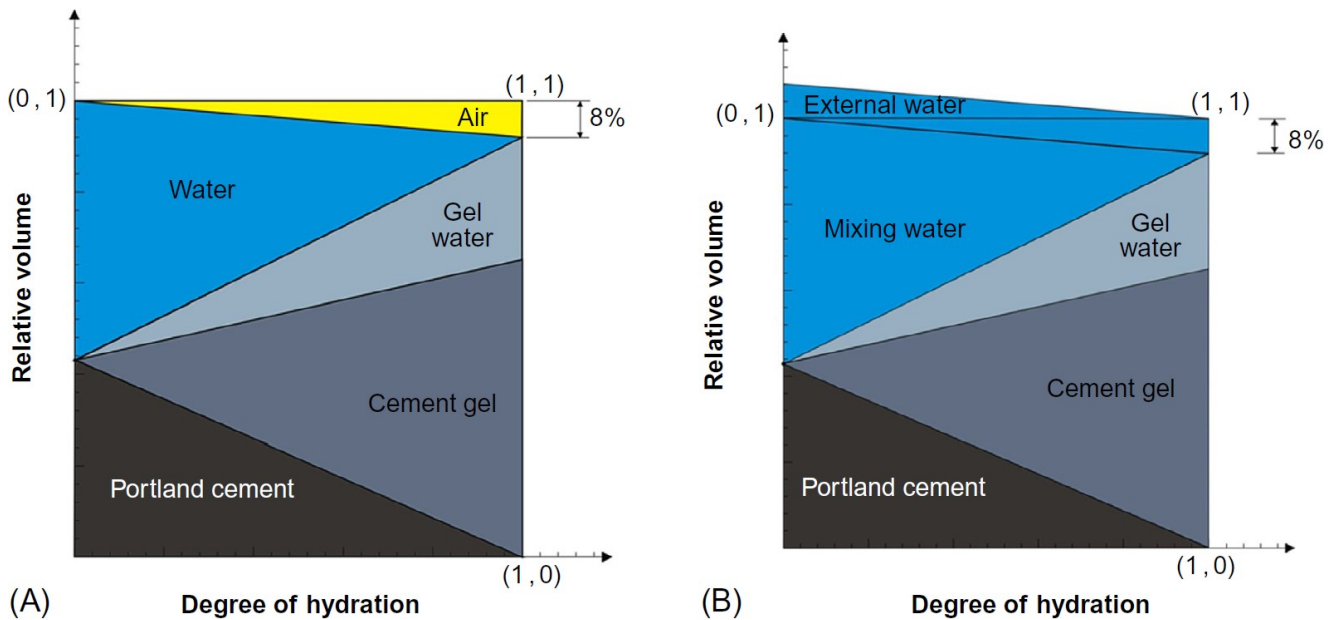 (0 , 1)
(1 , 1)
Air
8%
Water
Gel
water
Cement gel
Portland cement
Relative volume
(1 , 0)
(A)
Degree of hydration
External water
(0 , 1)
(1 , 1)
8%
Mixing water
Gel
water
Cement gel
Portland cement
Relative volume
(1 , 0)
(B)
Degree of hydration